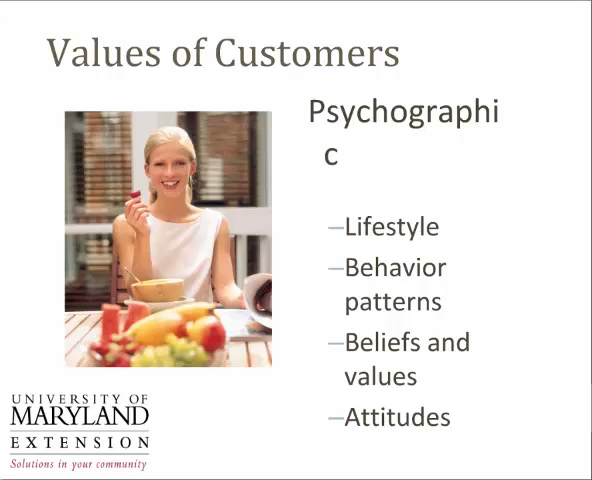 Values of Customers
Psychographi
c
–Lifestyle
–Behavior
patterns
–Beliefs and
values
–Attitudes
UNIVERSITY OF
MARYLAND
EXTENSION
Solutions in your community